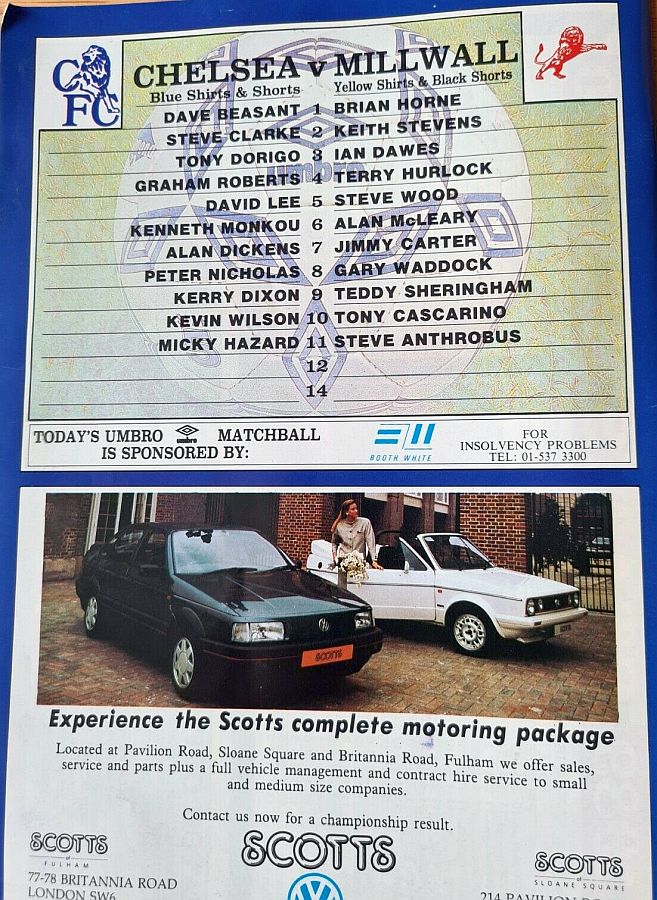 CFC
CHELSEA v MILLWALL
Blue Shirts & Shorts Yellow Shirts & Black Shorts
DAVE BEASANT 1 BRIAN HORNE
STEVE CLARKE 2 KEITH STEVENS
TONY DORIGO 3 IAN DAWES
GRAHAM ROBERTS 4 TERRY HURLOCK
DAVID LEE 5 STEVE WOOD
KENNETH MONKOU 6 ALAN McLEARY
ALAN DICKENS 7 JIMMY CARTER
PETER NICHOLAS 8 GARY WADDOCK
KERRY DIXON 9 TEDDY SHERINGHAM
KEVIN WILSON 10 TONY CASCARINO
MICKY HAZARD 11 STEVE ANTHROBUS
12
14
umbro
TODAY'S UMBRO umbro MATCHBALL
IS SPONSORED BY:
BOOTH WHITE
FOR
INSOLVENCY PROBLEMS
TEL: 01-537 3300
SCOTTS
Experience the Scotts complete motoring package
Located at Pavilion Road, Sloane Square and Britannia Road, Fulham we offer sales,
service and parts plus a full vehicle management and contract hire service to small
and medium size companies.
Contact us now for a championship result.
SCOTTS
of
FULHAM
77-78 BRITANNIA ROAD
LONDON SW6
SCOTTS
SCOTTS
of
SLOANE SQUARE
214 PAVILION